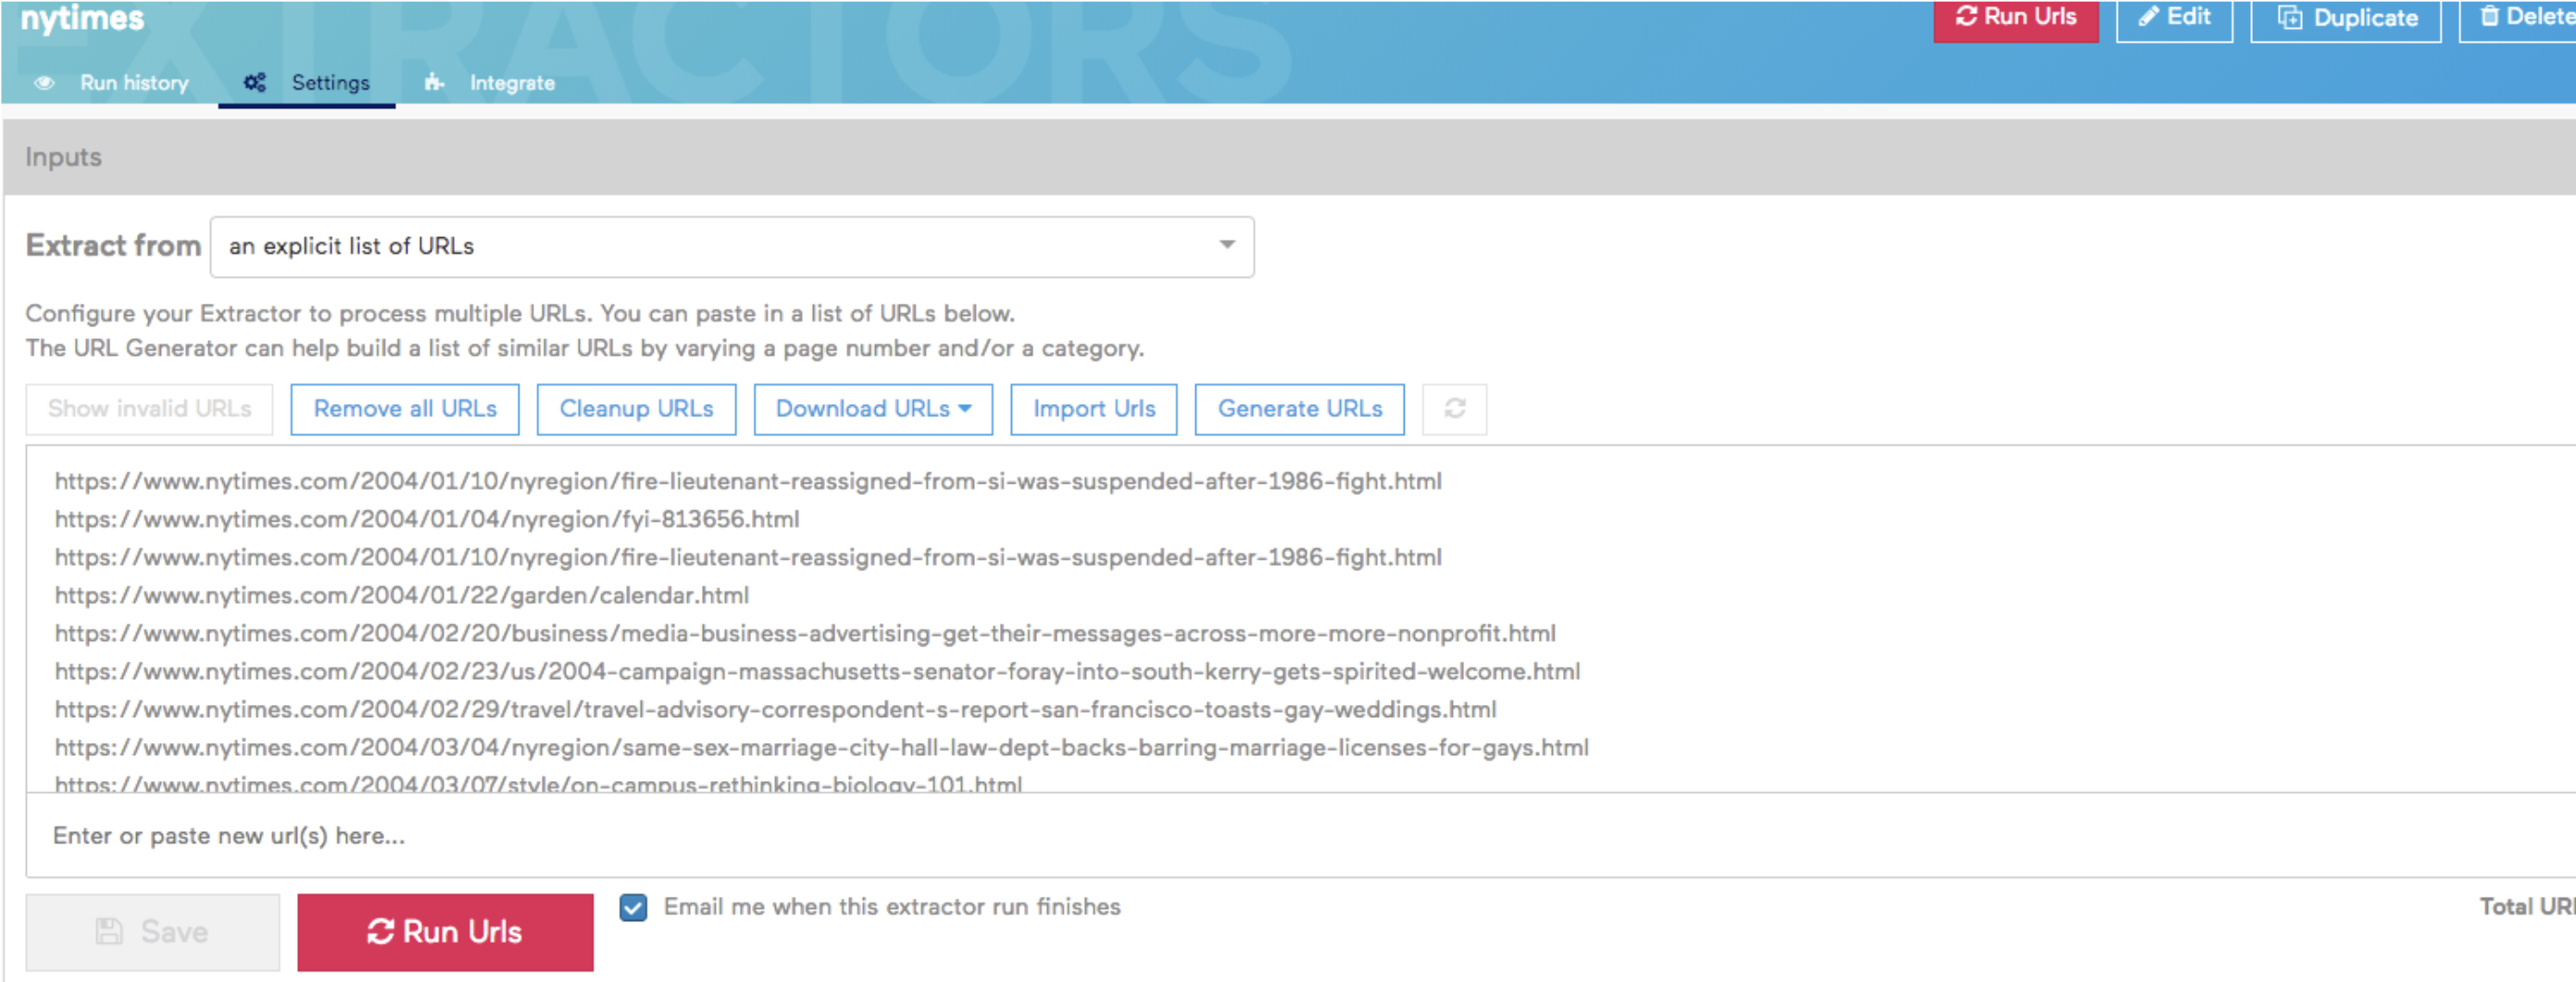 EXTRACTORS
nytimes
Run Urls Edit Duplicate Delete
Run history Settings Integrate
Inputs
Extract from an explicit list of URLs
Configure your Extractor to process multiple URLs. You can paste in a list of URLs below.
The URL Generator can help build a list of similar URLs by varying a page number and/or a category.
Show invalid URLs Remove all URLs Cleanup URLs Download URLs Import Urls Generate URLs
https://www.nytimes.com/2004/01/10/nyregion/fire-lieutenant-reassigned-from-si-was-suspended-after-1986-fight.html
https://www.nytimes.com/2004/01/04/nyregion/fyi-813656.html
https://www.nytimes.com/2004/01/10/nyregion/fire-lieutenant-reassigned-from-si-was-suspended-after-1986-fight.html
https://www.nytimes.com/2004/01/22/garden/calendar.html
https://www.nytimes.com/2004/02/20/business/media-business-advertising-get-their-messages-across-more-more-nonprofit.html
https://www.nytimes.com/2004/02/23/us/2004-campaign-massachusetts-senator-foray-into-south-kerry-gets-spirited-welcome.html
https://www.nytimes.com/2004/02/29/travel/travel-advisory-correspondent-s-report-san-francisco-toasts-gay-weddings.html
https://www.nytimes.com/2004/03/04/nyregion/same-sex-marriage-city-hall-law-dept-backs-barring-marriage-licenses-for-gays.html
https://www.nytimes.com/2004/03/07/style/on-campus-rethinking-biology-101.html
Enter or paste new url(s) here...
Save Run Urls Email me when this extractor run finishes Total